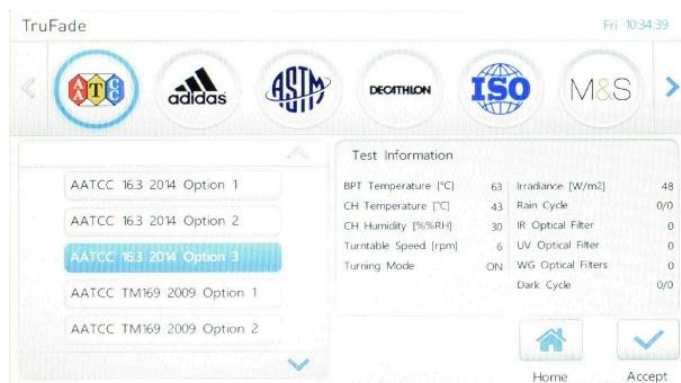 TruFade
Fri 10:34:39
AATCC
adidas
ASTM
DECATHLON
ISO
M&S
AATCC 16.3 2014 Option 1
AATCC 16.3 2014 Option 2
AATCC 16.3 2014 Option 3
AATCC TM169 2009 Option 1
AATCC TM169 2009 Option 2
Test Information
BPT Temperature [°C] 63
CH Temperature [°C] 43
CH Humidity [%%RH] 30
Turntable Speed [rpm] 6
Turning Mode ON
Irradiance [W/m2] 48
Rain Cycle 0/0
IR Optical Filter 0
UV Optical Filter 0
WG Optical Filters 0
Dark Cycle 0/0
Home
Accept